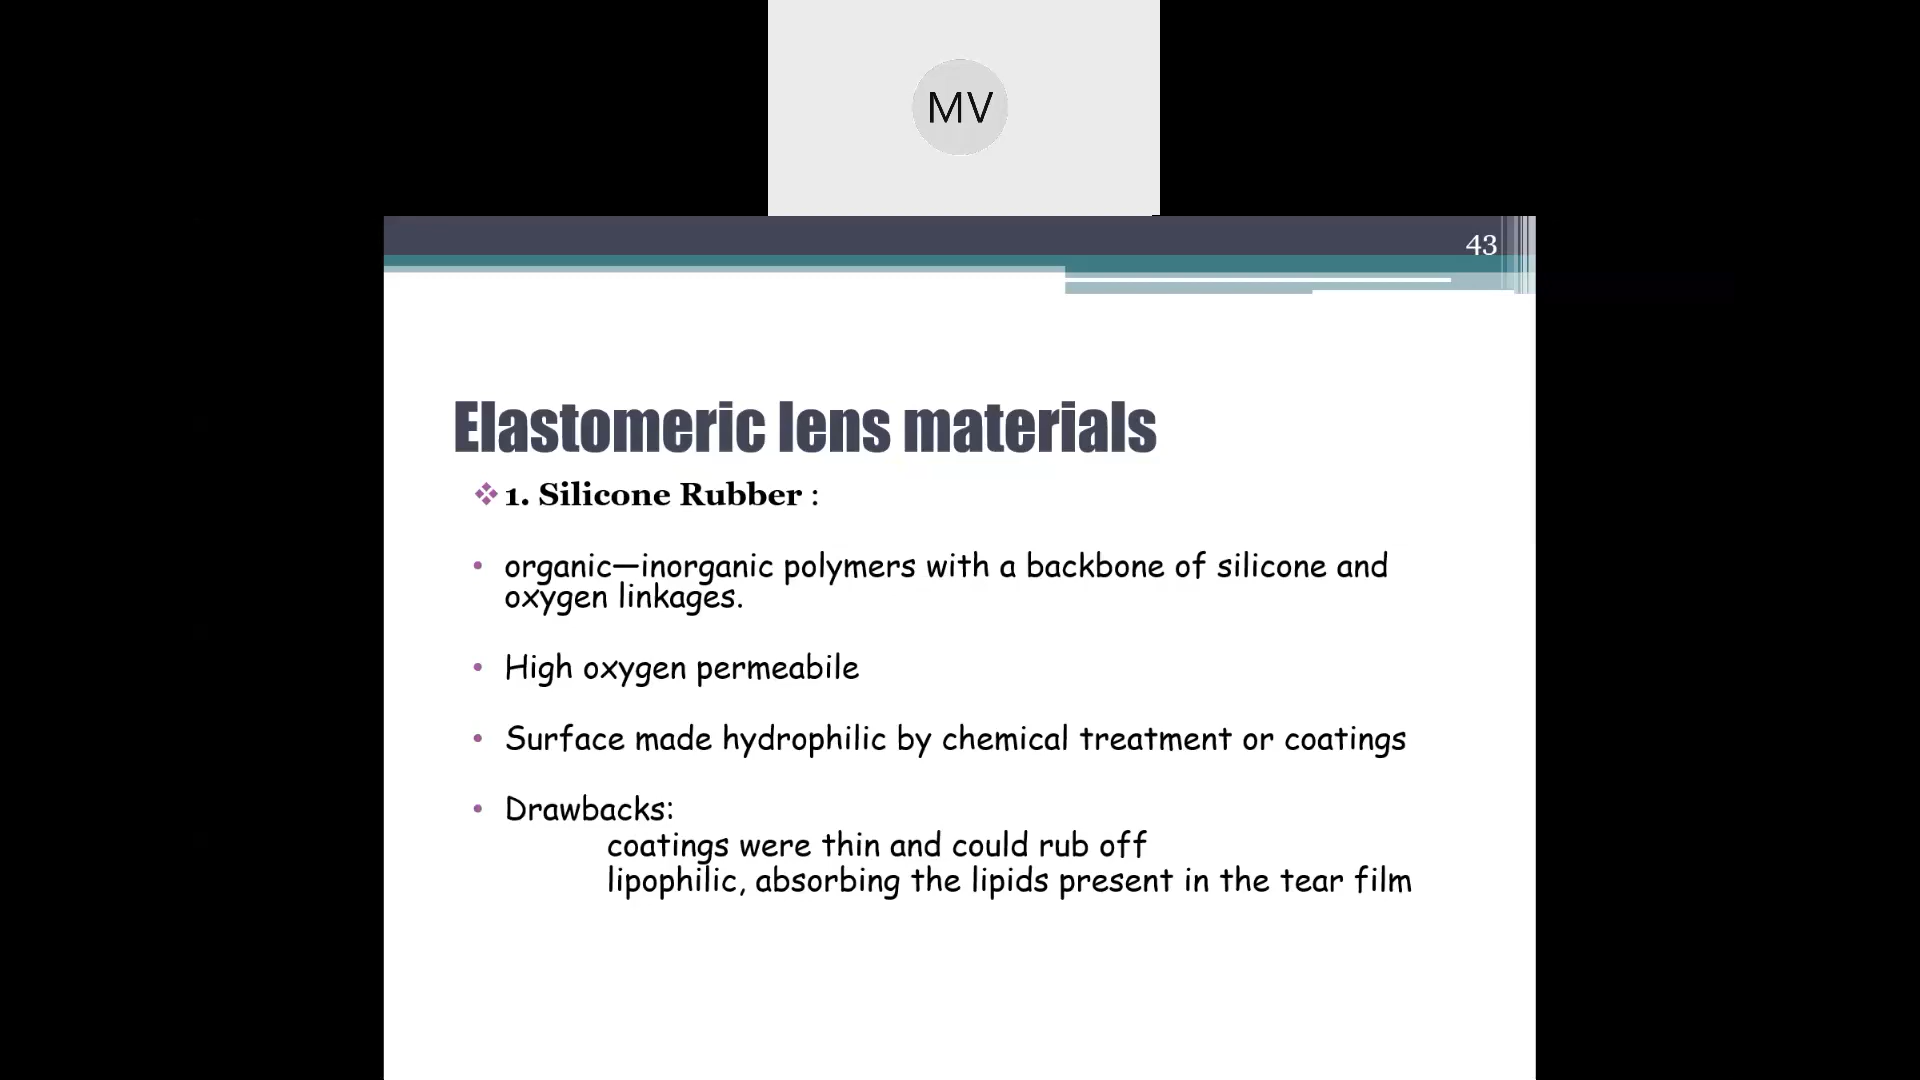 MV
43
Elastomeric lens materials
1. Silicone Rubber :
• organic—inorganic polymers with a backbone of silicone and
oxygen linkages.
• High oxygen permeabile
• Surface made hydrophilic by chemical treatment or coatings
• Drawbacks:
coatings were thin and could rub off
lipophilic, absorbing the lipids present in the tear film